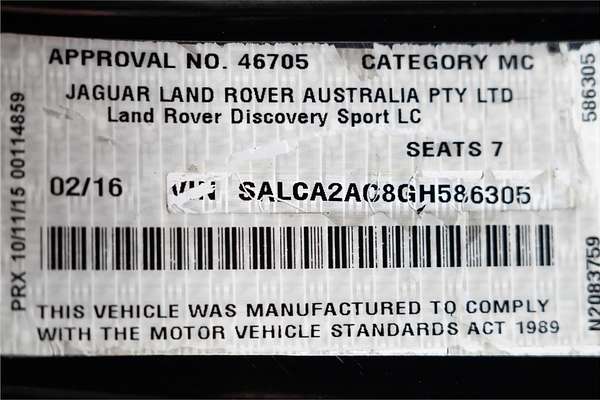 APPROVAL NO. 46705 CATEGORY MC
JAGUAR LAND ROVER AUSTRALIA PTY LTD
Land Rover Discovery Sport LC
SEATS 7
02/16 VIN SALCA2AC8GH586305
THIS VEHICLE WAS MANUFACTURED TO COMPLY
WITH THE MOTOR VEHICLE STANDARDS ACT 1989
PRX 10/11/15 00114859
586305
N2083759